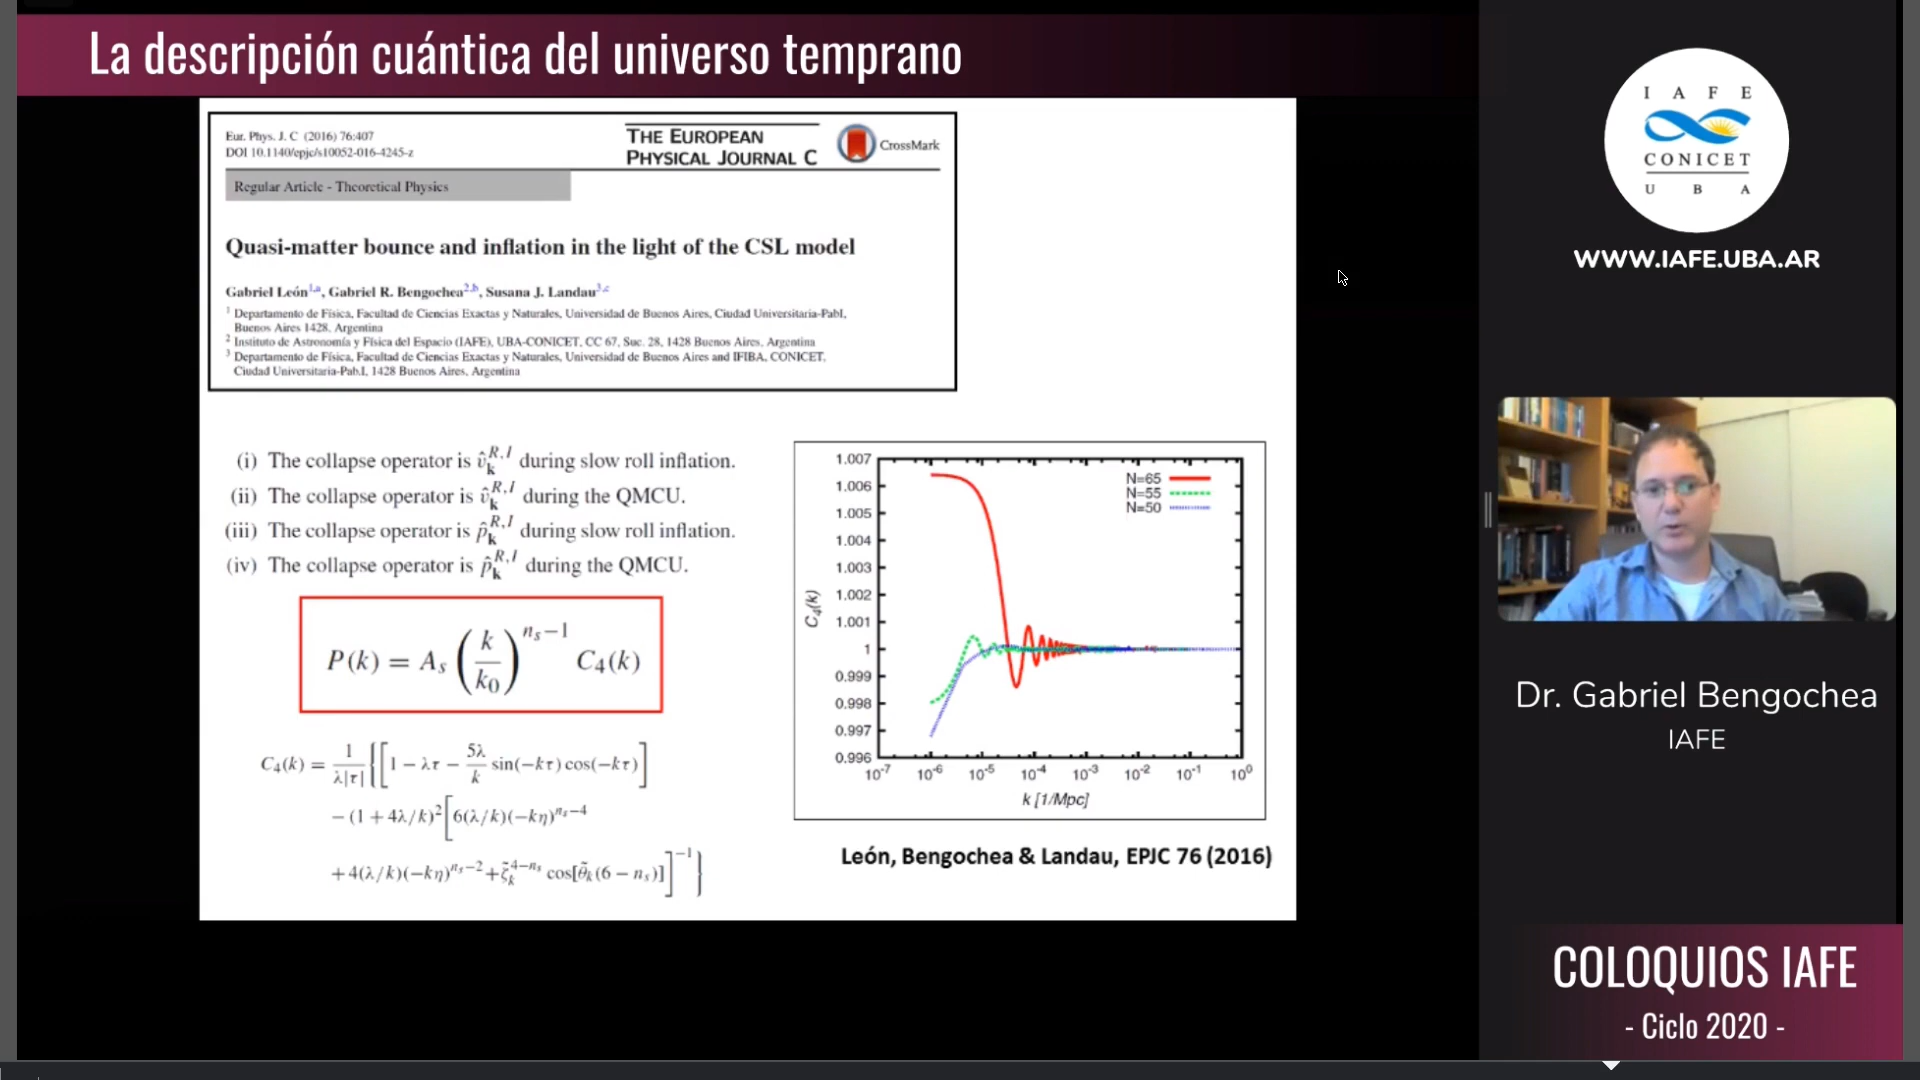 La descripción cuántica del universo temprano
Eur. Phys. J. C (2016) 76:407
DOI 10.1140/epjc/s10052-016-4245-z
THE EUROPEAN
PHYSICAL JOURNAL C
CrossMark
Regular Article - Theoretical Physics
Quasi-matter bounce and inflation in the light of the CSL model
Gabriel León¹,ᵃ, Gabriel R. Bengochea²,ᵇ, Susana J. Landau³,ᶜ
¹ Departamento de Física, Facultad de Ciencias Exactas y Naturales, Universidad de Buenos Aires, Ciudad Universitaria-PabI,
Buenos Aires 1428, Argentina
² Instituto de Astronomía y Física del Espacio (IAFE), UBA-CONICET, CC 67, Suc. 28, 1428 Buenos Aires, Argentina
³ Departamento de Física, Facultad de Ciencias Exactas y Naturales, Universidad de Buenos Aires and IFIBA, CONICET,
Ciudad Universitaria-Pab.I, 1428 Buenos Aires, Argentina
(i) The collapse operator is v̂_k^{R,I} during slow roll inflation.
(ii) The collapse operator is v̂_k^{R,I} during the QMCU.
(iii) The collapse operator is p̂_k^{R,I} during slow roll inflation.
(iv) The collapse operator is p̂_k^{R,I} during the QMCU.
P(k) = A_s (k/k_0)^{n_s−1} C_4(k)
C_4(k) = 1/(λ|τ|) {[1 − λτ − 5λ/k sin(−kτ) cos(−kτ)]
− (1 + 4λ/k)^2 [6(λ/k)(−kη)^{n_s−4}
+ 4(λ/k)(−kη)^{n_s−2} + ζ̃_k^{4−n_s} cos[θ̃_k(6 − n_s)]]^{−1}}
1.007
1.006
1.005
1.004
1.003
1.002
1.001
1
0.999
0.998
0.997
0.996
C_4(k)
N=65
N=55
N=50
10^-7 10^-6 10^-5 10^-4 10^-3 10^-2 10^-1 10^0
k [1/Mpc]
León, Bengochea & Landau, EPJC 76 (2016)
I A F E
CONICET
U B A
WWW.IAFE.UBA.AR
Dr. Gabriel Bengochea
IAFE
COLOQUIOS IAFE
- Ciclo 2020 -